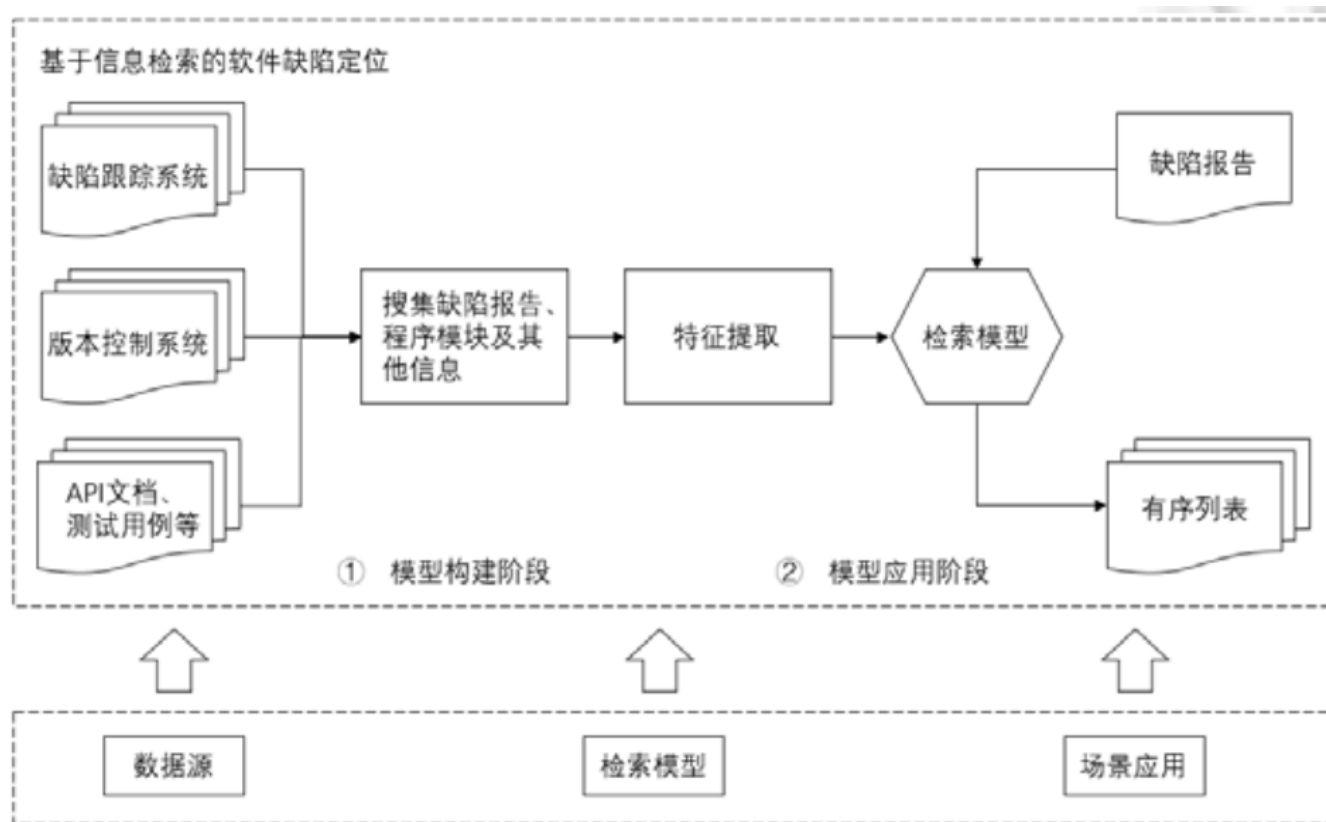 基于信息检索的软件缺陷定位
缺陷跟踪系统
缺陷报告
版本控制系统
搜集缺陷报告、
程序模块及其
他信息
特征提取
检索模型
API文档、
测试用例等
有序列表
① 模型构建阶段
② 模型应用阶段
数据源
检索模型
场景应用